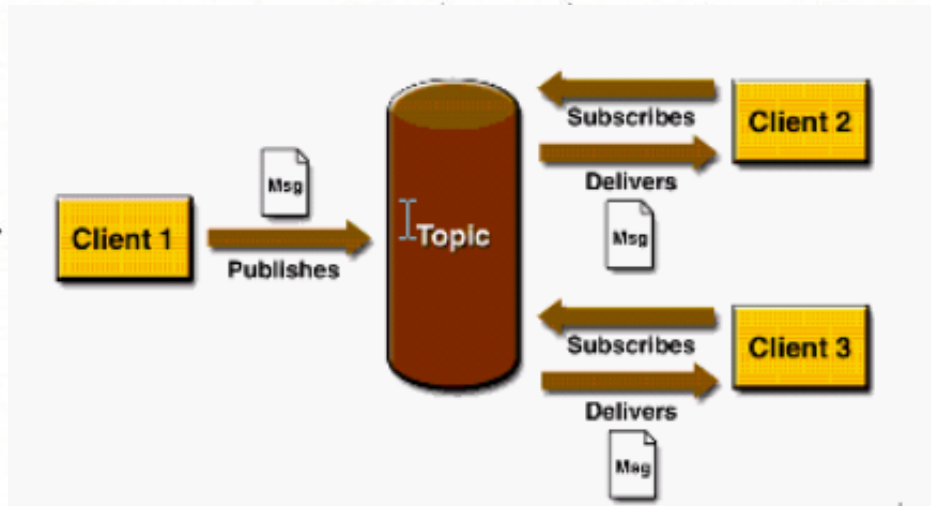 Msg
Client 1
Publishes
Topic
Subscribes
Client 2
Delivers
Msg
Subscribes
Client 3
Delivers
Msg